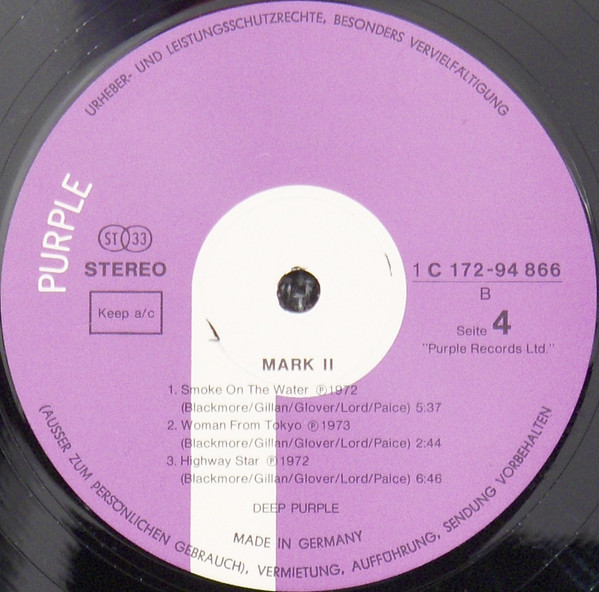 URHEBER- UND LEISTUNGSSCHUTZRECHTE, BESONDERS VERVIELFÄLTIGUNG
PURPLE
ST 33
STEREO
Keep a/c
1 C 172-94 866
B
Seite 4
"Purple Records Ltd."
MARK II
1. Smoke On The Water ℗1972
(Blackmore/Gillan/Glover/Lord/Paice) 5:37
2. Woman From Tokyo ℗1973
(Blackmore/Gillan/Glover/Lord/Paice) 2:44
3. Highway Star ℗1972
(Blackmore/Gillan/Glover/Lord/Paice) 6:46
DEEP PURPLE
MADE IN GERMANY
(AUSSER ZUM PERSÖNLICHEN GEBRAUCH), VERMIETUNG, AUFFÜHRUNG, SENDUNG VORBEHALTEN